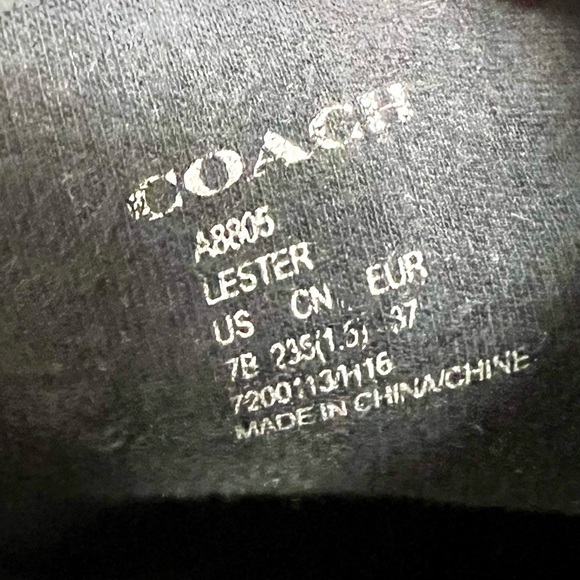 COACH
A8805
LESTER
US CN EUR
7B 235(1.5) 37
7200113/H16
MADE IN CHINA/CHINE